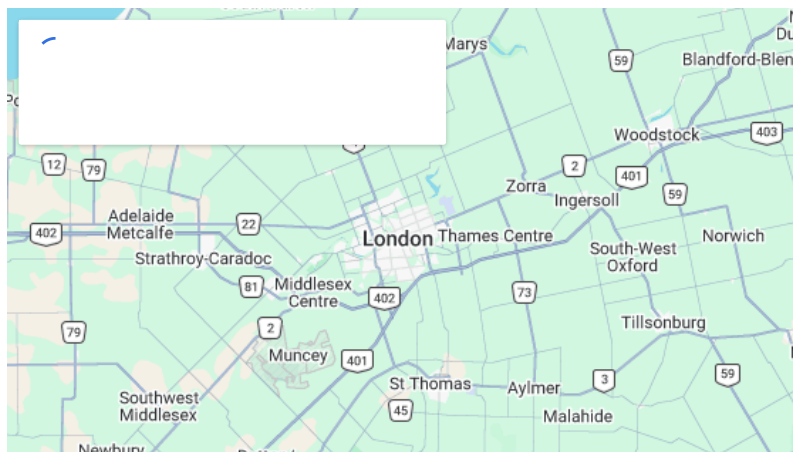 Marys
59
Blandford-Blen
Woodstock
403
12
79
2
401
Zorra
59
Ingersoll
Adelaide
Metcalfe
22
402
London
Thames Centre
Norwich
South-West
Oxford
Strathroy-Caradoc
81
Middlesex
Centre
402
73
79
2
Tillsonburg
Muncey
401
St Thomas
Aylmer
3
59
Southwest
Middlesex
45
Malahide
Newbury